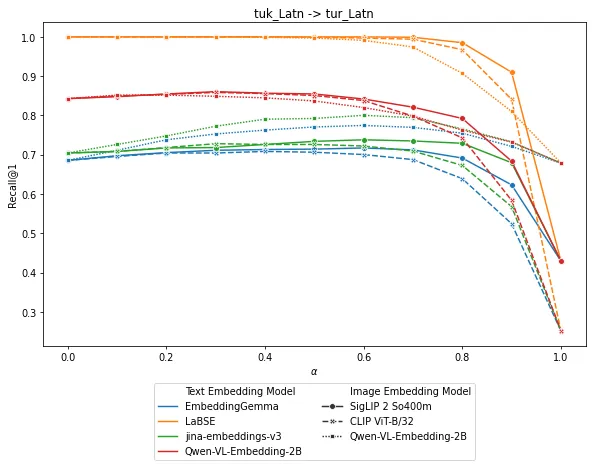 tuk_Latn -> tur_Latn
Recall@1
1.0
0.9
0.8
0.7
0.6
0.5
0.4
0.3
0.0 0.2 0.4 0.6 0.8 1.0
α
Text Embedding Model Image Embedding Model
EmbeddingGemma SigLIP 2 So400m
LaBSE CLIP ViT-B/32
jina-embeddings-v3 Qwen-VL-Embedding-2B
Qwen-VL-Embedding-2B